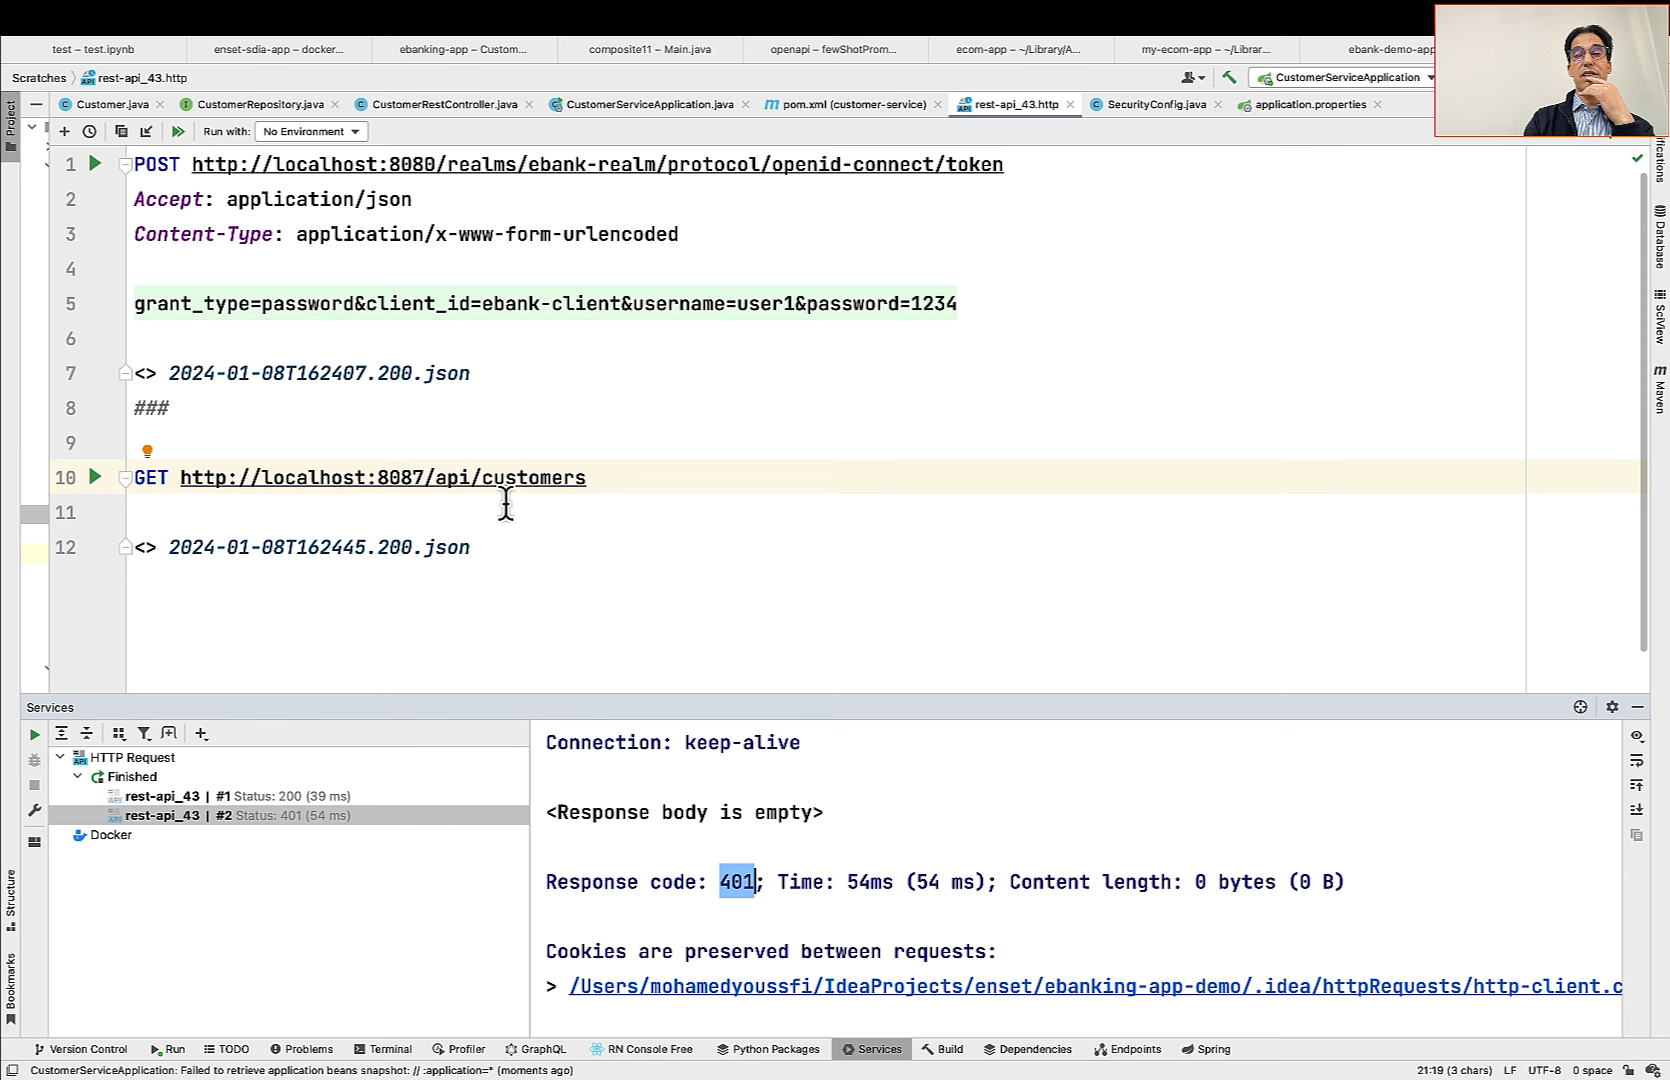 test – test.ipynb
enset-sdia-app – docker...
ebanking-app – Custom...
composite11 – Main.java
openapi – fewShotProm...
ecom-app – ~/Library/A...
my-ecom-app – ~/Librar...
ebank-demo-app
Scratches
rest-api_43.http
CustomerServiceApplication
Project
Customer.java
CustomerRepository.java
CustomerRestController.java
CustomerServiceApplication.java
pom.xml (customer-service)
rest-api_43.http
SecurityConfig.java
application.properties
Run with:
No Environment
1 POST http://localhost:8080/realms/ebank-realm/protocol/openid-connect/token
2 Accept: application/json
3 Content-Type: application/x-www-form-urlencoded
4
5 grant_type=password&client_id=ebank-client&username=user1&password=1234
6
7 <> 2024-01-08T162407.200.json
8 ###
9
10 GET http://localhost:8087/api/customers
11
12 <> 2024-01-08T162445.200.json
Database
SciView
Maven
Services
HTTP Request
Finished
rest-api_43 | #1 Status: 200 (39 ms)
rest-api_43 | #2 Status: 401 (54 ms)
Docker
Connection: keep-alive
<Response body is empty>
Response code: 401; Time: 54ms (54 ms); Content length: 0 bytes (0 B)
Cookies are preserved between requests:
> /Users/mohamedyoussfi/IdeaProjects/enset/ebanking-app-demo/.idea/httpRequests/http-client.c
Structure
Bookmarks
Version Control
Run
TODO
Problems
Terminal
Profiler
GraphQL
RN Console Free
Python Packages
Services
Build
Dependencies
Endpoints
Spring
CustomerServiceApplication: Failed to retrieve application beans snapshot: // :application=* (moments ago)
21:19 (3 chars)
LF
UTF-8
0 space